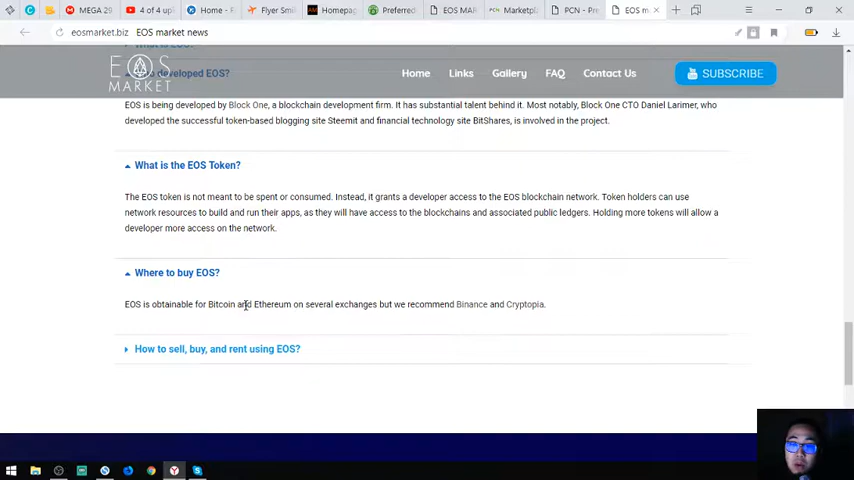 MEGA 29
4 of 4 upl
Home - F
Flyer Smi
Homepag
Preferred
EOS MAR
PCN
Marketpl
PCN - Pre
EOS m
eosmarket.biz
EOS market news
What is EOS?
EOS
MARKET
developed EOS?
Home
Links
Gallery
FAQ
Contact Us
SUBSCRIBE
EOS is being developed by Block One, a blockchain development firm. It has substantial talent behind it. Most notably, Block One CTO Daniel Larimer, who
developed the successful token-based blogging site Steemit and financial technology site BitShares, is involved in the project.
What is the EOS Token?
The EOS token is not meant to be spent or consumed. Instead, it grants a developer access to the EOS blockchain network. Token holders can use
network resources to build and run their apps, as they will have access to the blockchains and associated public ledgers. Holding more tokens will allow a
developer more access on the network.
Where to buy EOS?
EOS is obtainable for Bitcoin and Ethereum on several exchanges but we recommend Binance and Cryptopia.
How to sell, buy, and rent using EOS?